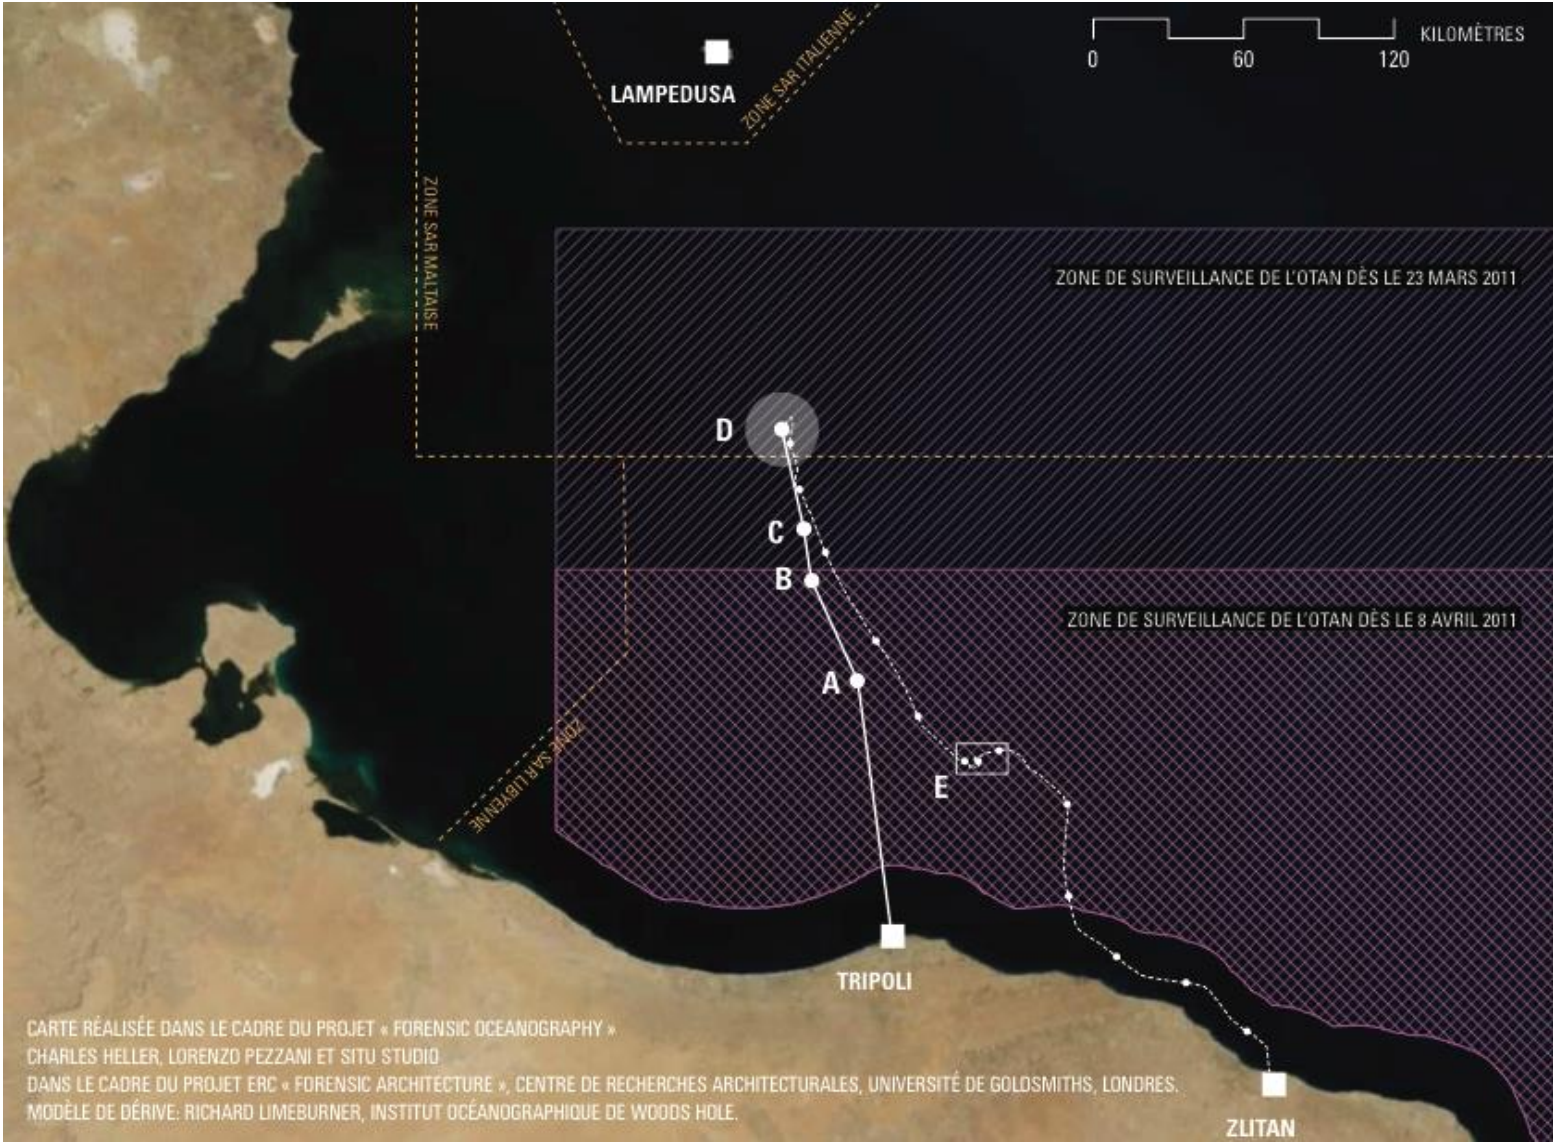 KILOMÈTRES
0 60 120
LAMPEDUSA
ZONE SAR ITALIENNE
ZONE SAR MALTAISE
ZONE DE SURVEILLANCE DE L'OTAN DÈS LE 23 MARS 2011
D
C
B
ZONE DE SURVEILLANCE DE L'OTAN DÈS LE 8 AVRIL 2011
A
ZONE SAR LIBYENNE
E
TRIPOLI
CARTE RÉALISÉE DANS LE CADRE DU PROJET « FORENSIC OCEANOGRAPHY »
CHARLES HELLER, LORENZO PEZZANI ET SITU STUDIO
DANS LE CADRE DU PROJET ERC « FORENSIC ARCHITECTURE », CENTRE DE RECHERCHES ARCHITECTURALES, UNIVERSITÉ DE GOLDSMITHS, LONDRES.
MODÈLE DE DÉRIVE: RICHARD LIMEBURNER, INSTITUT OCÉANOGRAPHIQUE DE WOODS HOLE.
ZLITAN